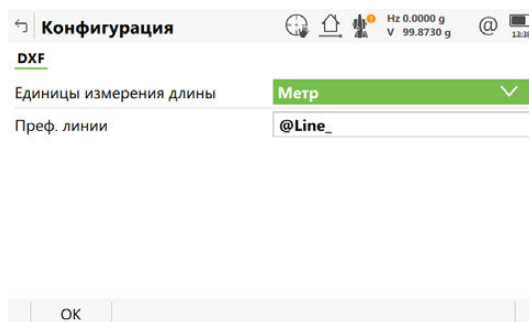 Конфигурация
Hz 0.0000 g
V 99.8730 g
@
DXF
Единицы измерения длины Метр
Преф. линии @Line_
OK